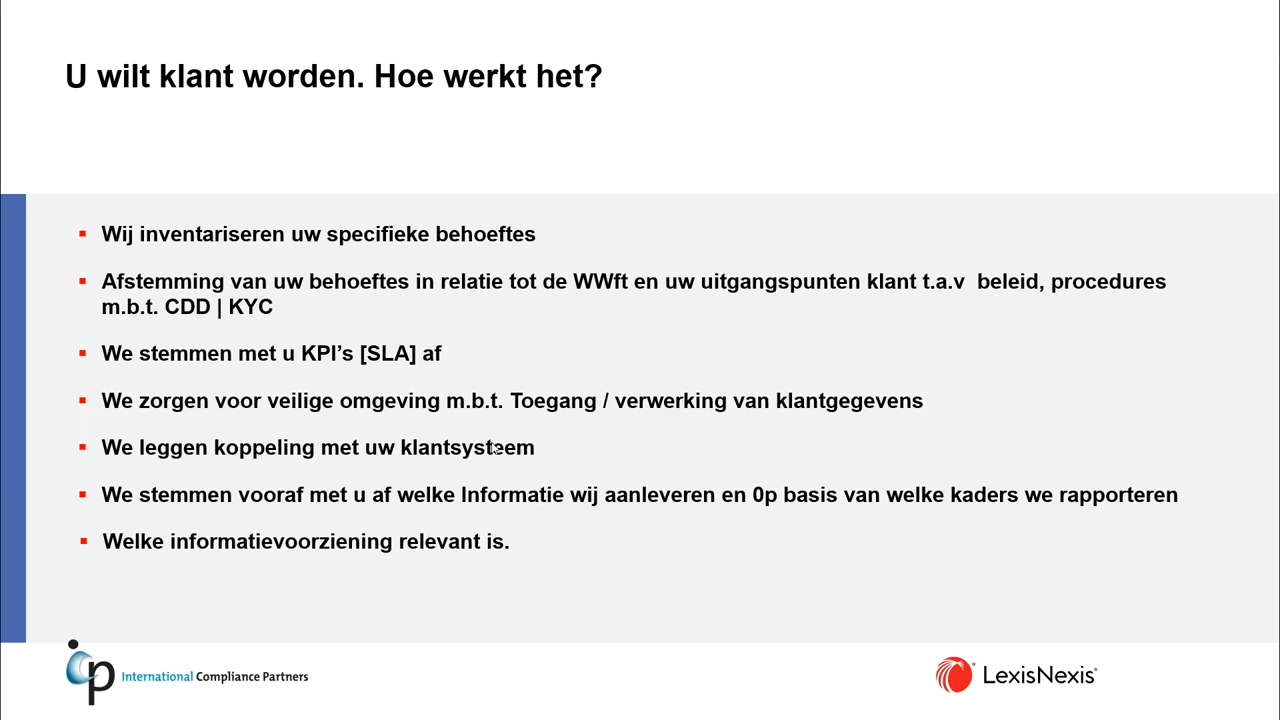 U wilt klant worden. Hoe werkt het?
Wij inventariseren uw specifieke behoeftes
Afstemming van uw behoeftes in relatie tot de WWft en uw uitgangspunten klant t.a.v  beleid, procedures
m.b.t. CDD | KYC
We stemmen met u KPI’s [SLA] af
We zorgen voor veilige omgeving m.b.t. Toegang / verwerking van klantgegevens
We leggen koppeling met uw klantsysteem
We stemmen vooraf met u af welke Informatie wij aanleveren en 0p basis van welke kaders we rapporteren
Welke informatievoorziening relevant is.
icp International Compliance Partners
LexisNexis®